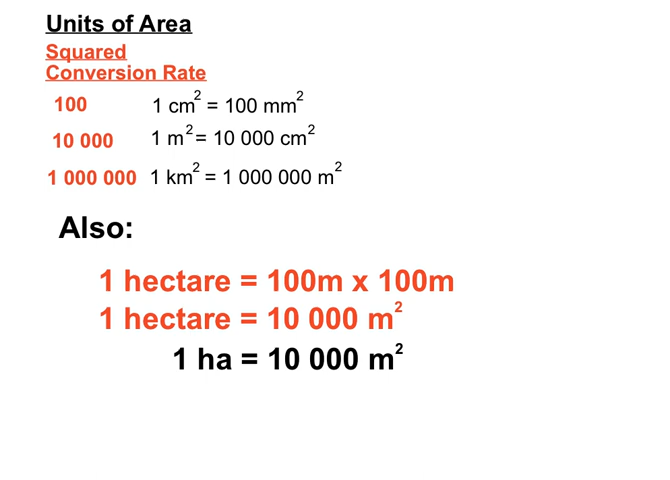 Units of Area
Squared
Conversion Rate
100 1 cm² = 100 mm²
10 000 1 m² = 10 000 cm²
1 000 000 1 km² = 1 000 000 m²
Also:
1 hectare = 100m x 100m
1 hectare = 10 000 m²
1 ha = 10 000 m²